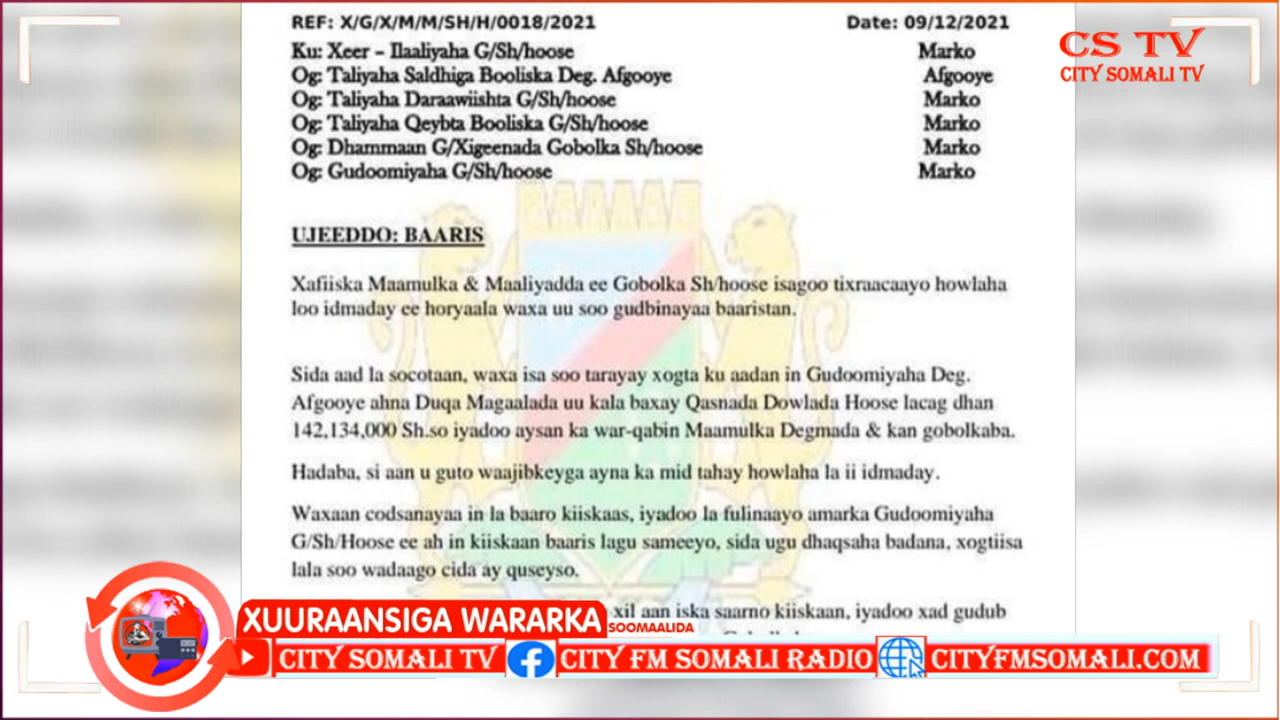 REF: X/G/X/M/M/SH/H/0018/2021 Date: 09/12/2021
Ku: Xeer – Ilaaliyaha G/Sh/hoose Marko
Og: Taliyaha Saldhiga Booliska Deg. Afgooye Afgooye
Og: Taliyaha Daraawiishta G/Sh/hoose Marko
Og: Taliyaha Qeybta Booliska G/Sh/hoose Marko
Og: Dhammaan G/Xigeenada Gobolka Sh/hoose Marko
Og: Gudoomiyaha G/Sh/hoose Marko
CS TV
CITY SOMALI TV
UJEEDDO: BAARIS
Xafiiska Maamulka & Maaliyadda ee Gobolka Sh/hoose isagoo tixraacaayo howlaha
loo idmaday ee horyaala waxa uu soo gudbinayaa baaristan.
Sida aad la socotaan, waxa isa soo tarayay xogta ku aadan in Gudoomiyaha Deg.
Afgooye ahna Duqa Magaalada uu kala baxay Qasnada Dowlada Hoose lacag dhan
142,134,000 Sh.so iyadoo aysan ka war-qabin Maamulka Degmada & kan gobolkaba.
Hadaba, si aan u guto waajibkeyga ayna ka mid tahay howlaha la ii idmaday.
Waxaan codsanayaa in la baaro kiiskaas, iyadoo la fulinaayo amarka Gudoomiyaha
G/Sh/Hoose ee ah in kiiskaan baaris lagu sameeyo, sida ugu dhaqsaha badana, xogtiisa
lala soo wadaago cida ay quseyso.
xil aan iska saarno kiiskaan, iyadoo xad gudub
XUURAANSIGA WARARKA
SOOMAALIDA
CITY SOMALI TV CITY FM SOMALI RADIO CITYFMSOMALI.COM